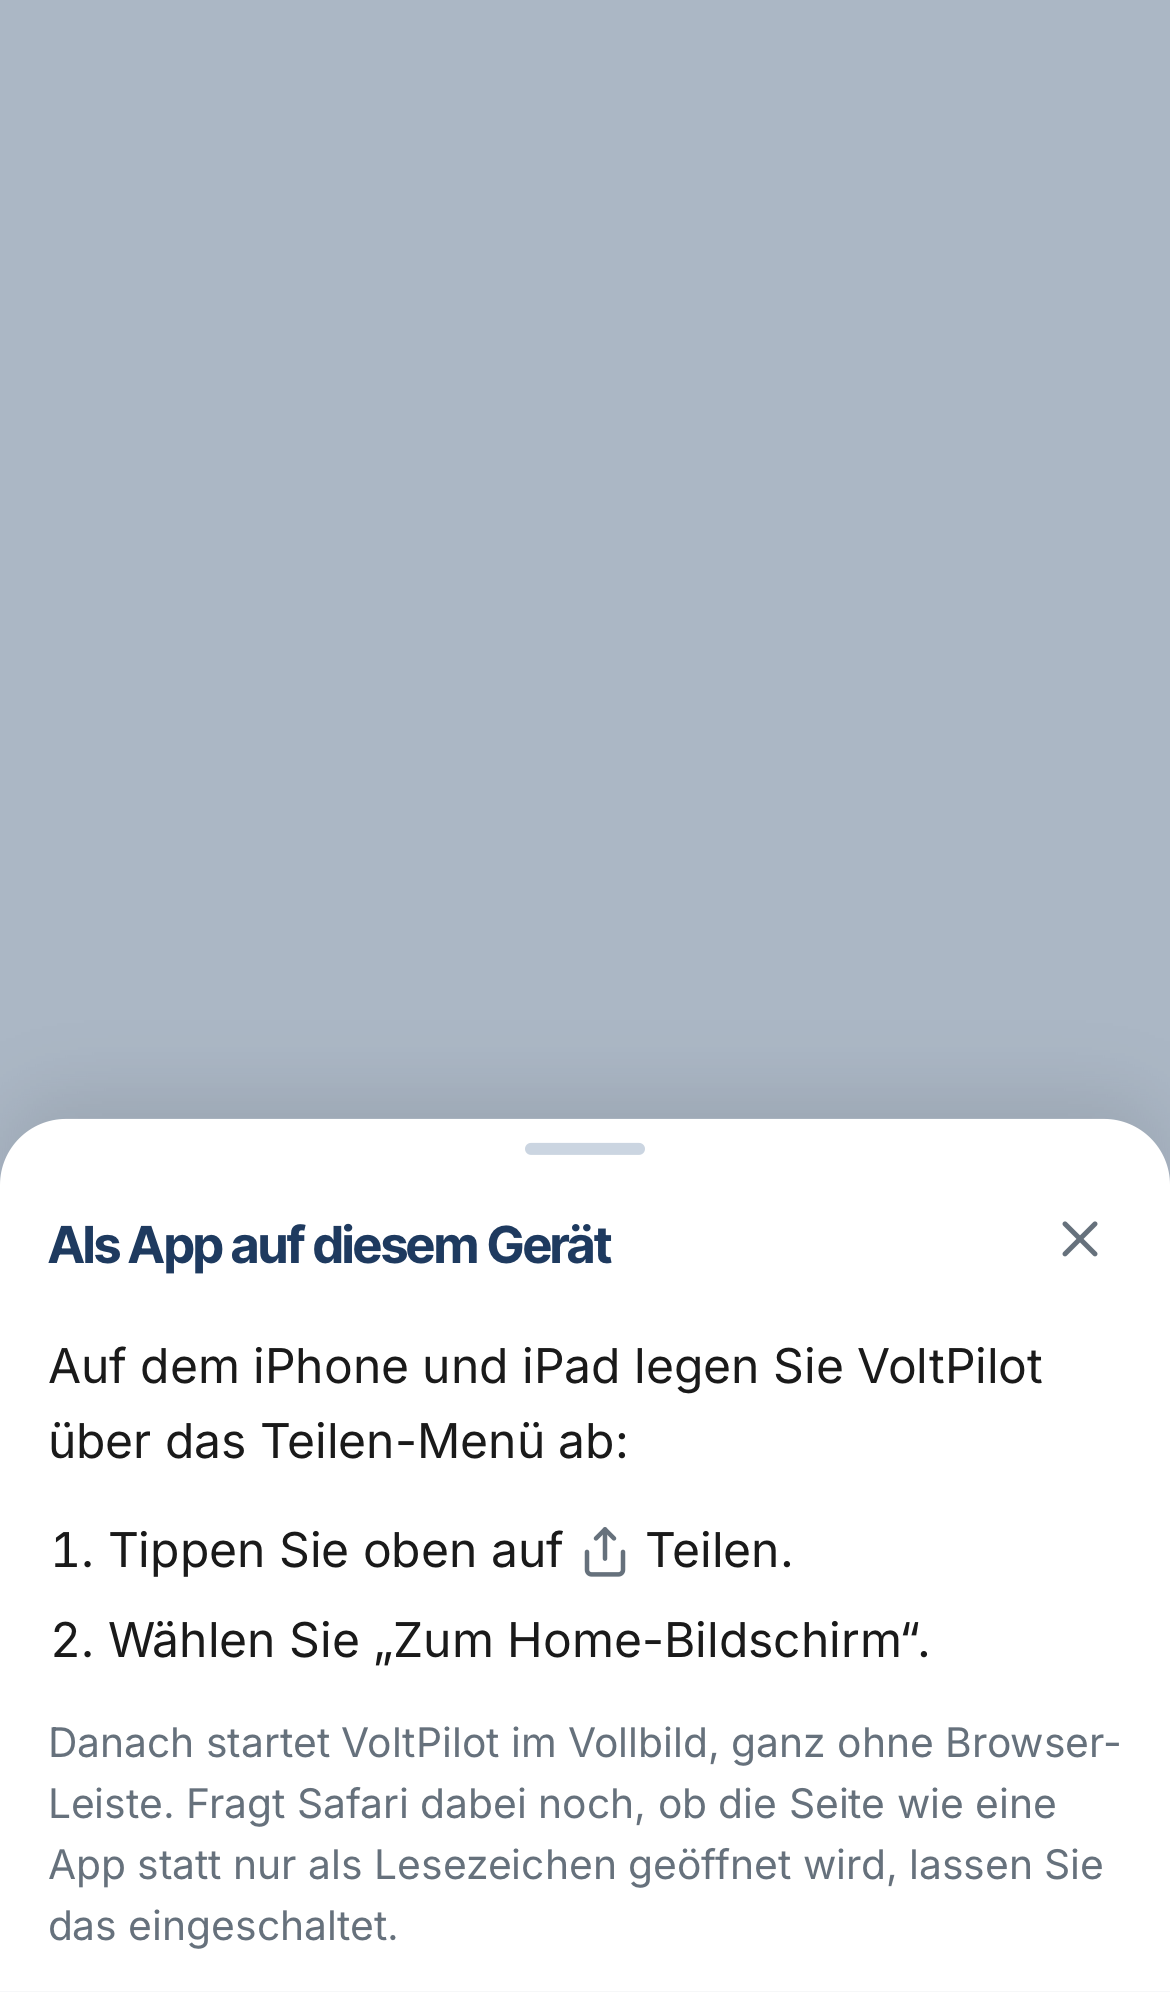 Als App auf diesem Gerät
Auf dem iPhone und iPad legen Sie VoltPilot
über das Teilen-Menü ab:
1. Tippen Sie oben auf Teilen.
2. Wählen Sie „Zum Home-Bildschirm“.
Danach startet VoltPilot im Vollbild, ganz ohne Browser-
Leiste. Fragt Safari dabei noch, ob die Seite wie eine
App statt nur als Lesezeichen geöffnet wird, lassen Sie
das eingeschaltet.